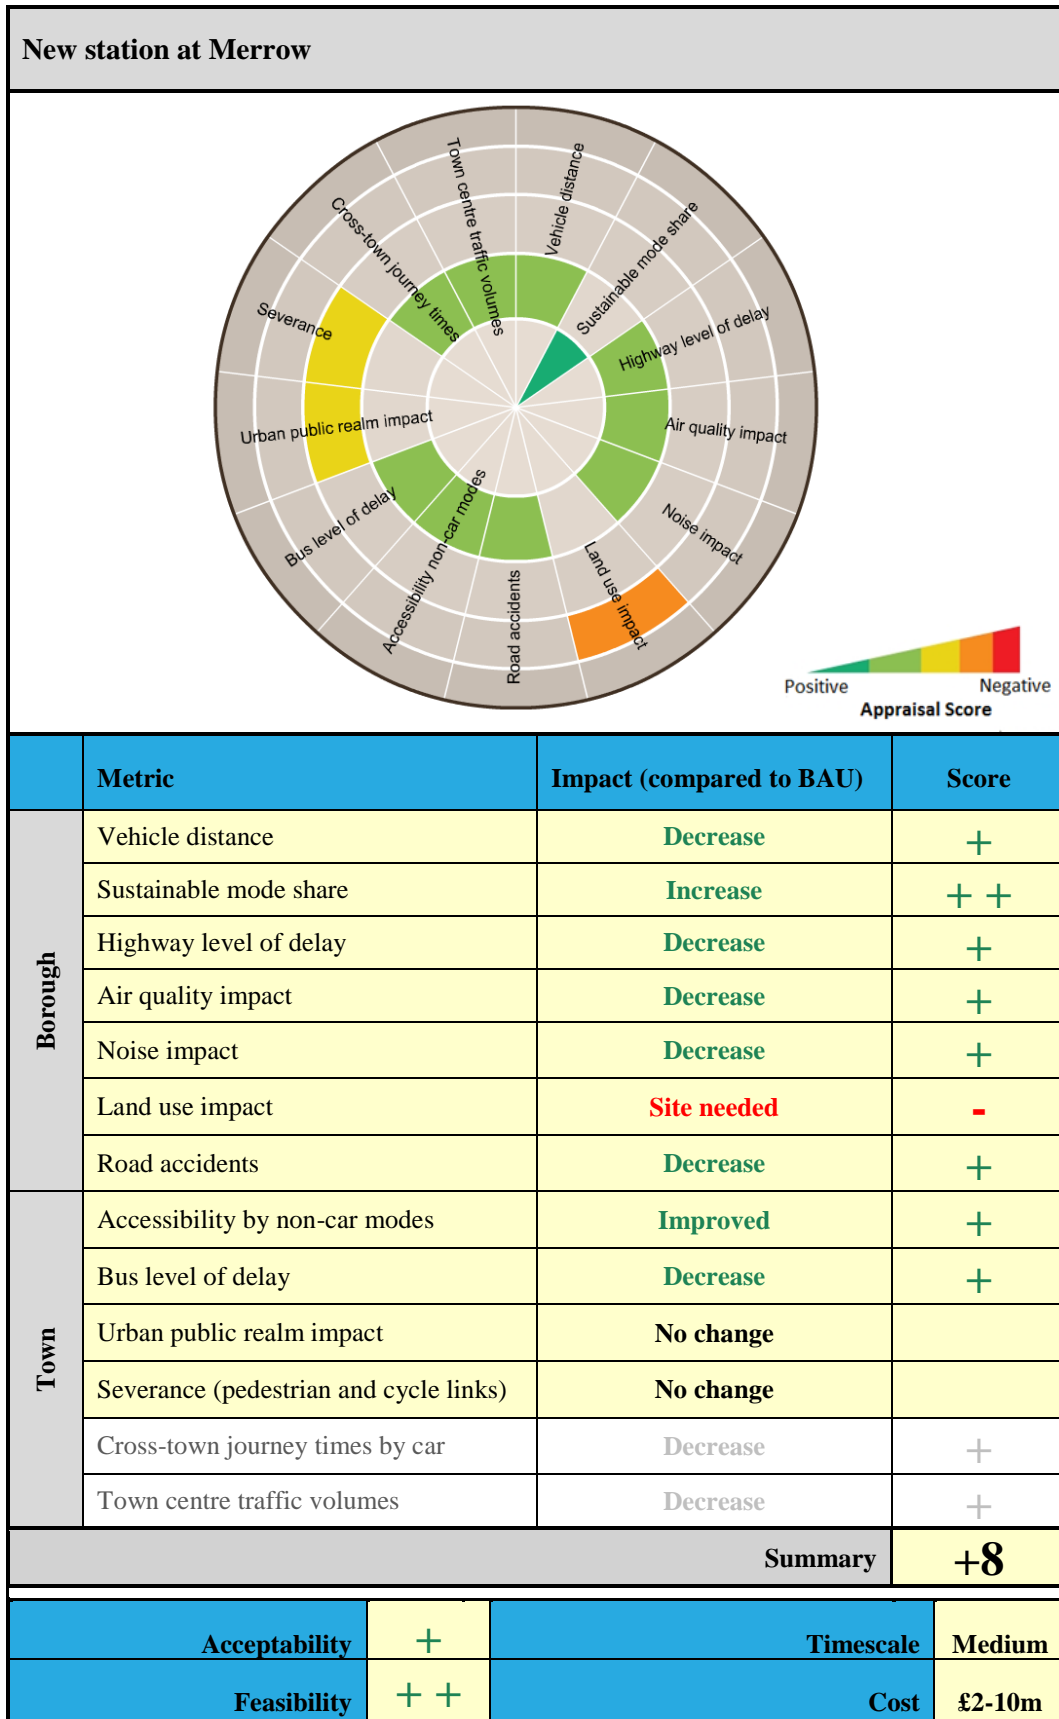 New station at Merrow
Town centre traffic volumes
Vehicle distance
Cross-town journey times
Sustainable mode share
Severance
Highway level of delay
Urban public realm impact
Air quality impact
Bus level of delay
Noise impact
Accessibility non-car modes
Land use impact
Road accidents
Positive Negative
Appraisal Score
Metric Impact (compared to BAU) Score
Borough
Vehicle distance Decrease +
Sustainable mode share Increase + +
Highway level of delay Decrease +
Air quality impact Decrease +
Noise impact Decrease +
Land use impact Site needed -
Road accidents Decrease +
Town
Accessibility by non-car modes Improved +
Bus level of delay Decrease +
Urban public realm impact No change
Severance (pedestrian and cycle links) No change
Cross-town journey times by car Decrease +
Town centre traffic volumes Decrease +
Summary +8
Acceptability + Timescale Medium
Feasibility + + Cost £2-10m